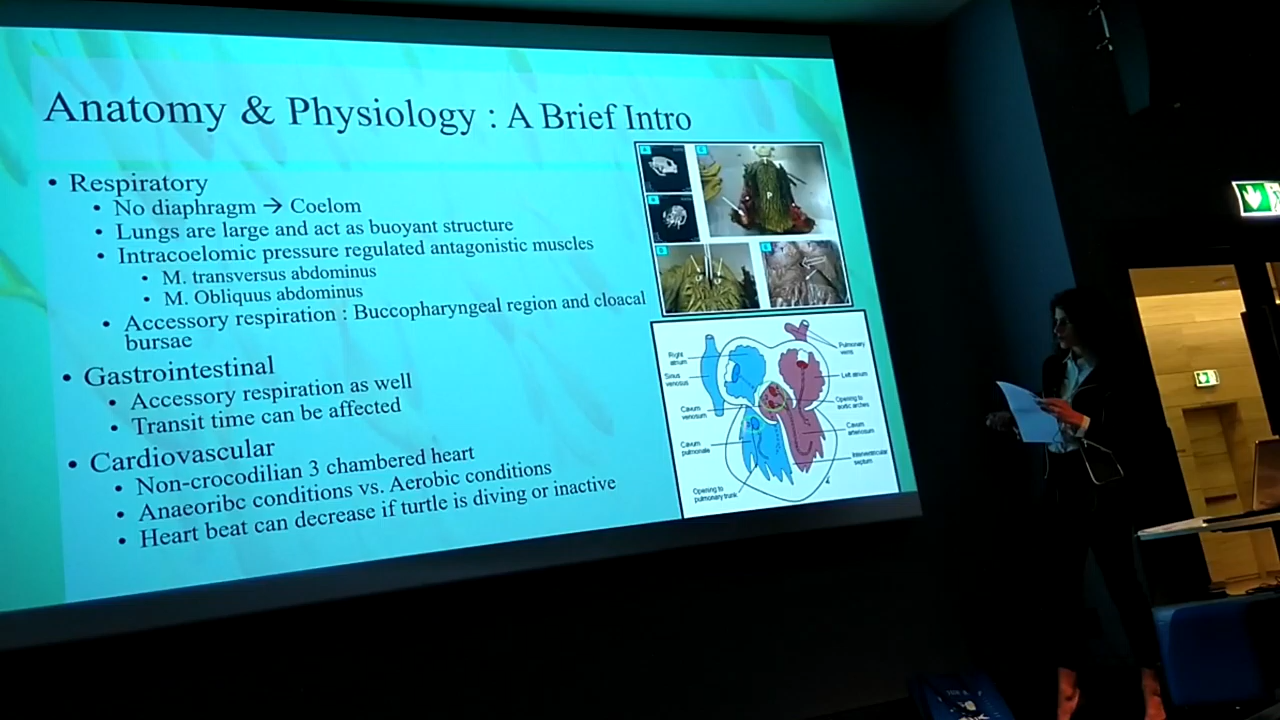 Anatomy & Physiology : A Brief Intro
• Respiratory
• No diaphragm → Coelom
• Lungs are large and act as buoyant structure
• Intracoelomic pressure regulated antagonistic muscles
• M. transversus abdominus
• M. Obliquus abdominus
• Accessory respiration : Buccopharyngeal region and cloacal
bursae
• Gastrointestinal
• Accessory respiration as well
• Transit time can be affected
• Cardiovascular
• Non-crocodilian 3 chambered heart
• Anaeoribc conditions vs. Aerobic conditions
• Heart beat can decrease if turtle is diving or inactive
P
Right
atrium
Sinus
venosus
Cavum
venosum
Cavum
pulmonale
Opening to
pulmonary trunk
Pulmonary
veins
Left atrium
Opening to
aortic arches
Cavum
arteriosum
Interventricular
septum